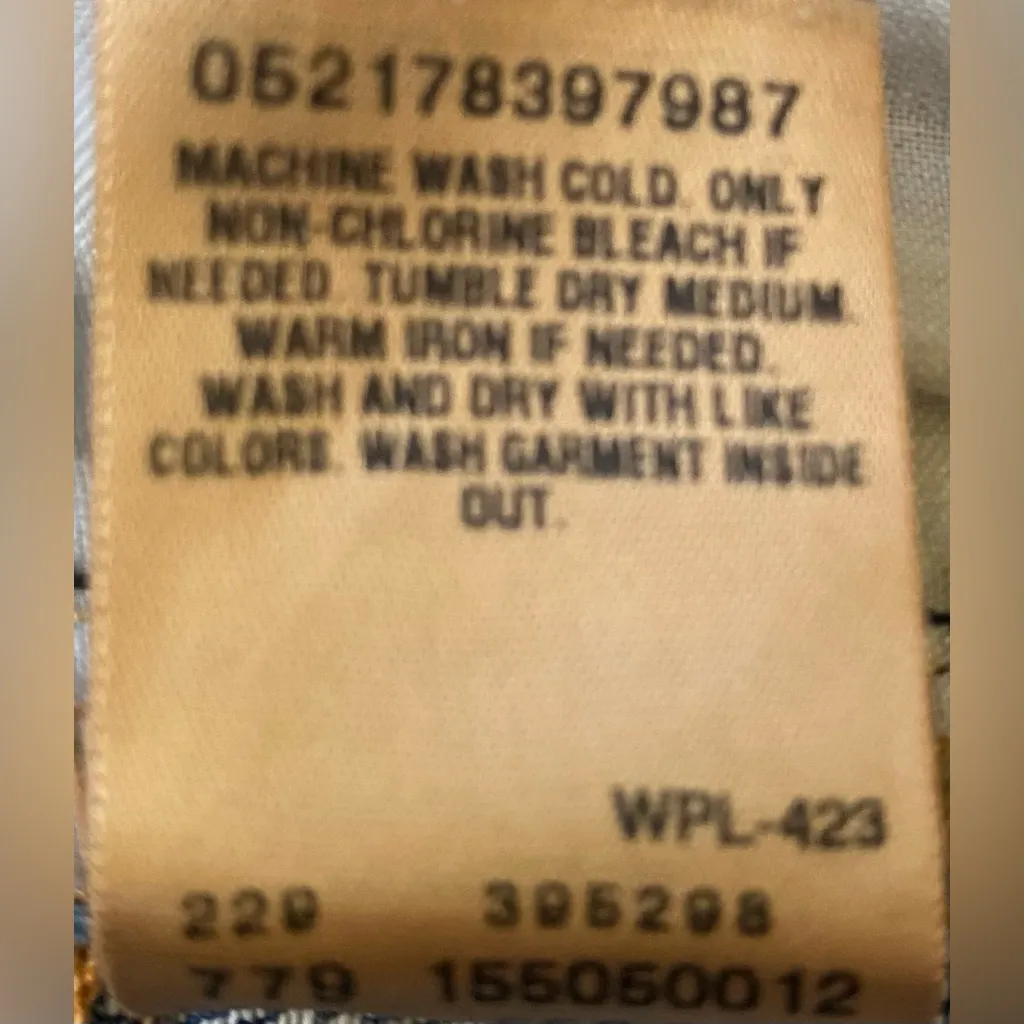 052178397987
MACHINE WASH COLD. ONLY
NON-CHLORINE BLEACH IF
NEEDED. TUMBLE DRY MEDIUM.
WARM IRON IF NEEDED.
WASH AND DRY WITH LIKE
COLORS. WASH GARMENT INSIDE
OUT.
WPL-423
229 395298
779 155050012